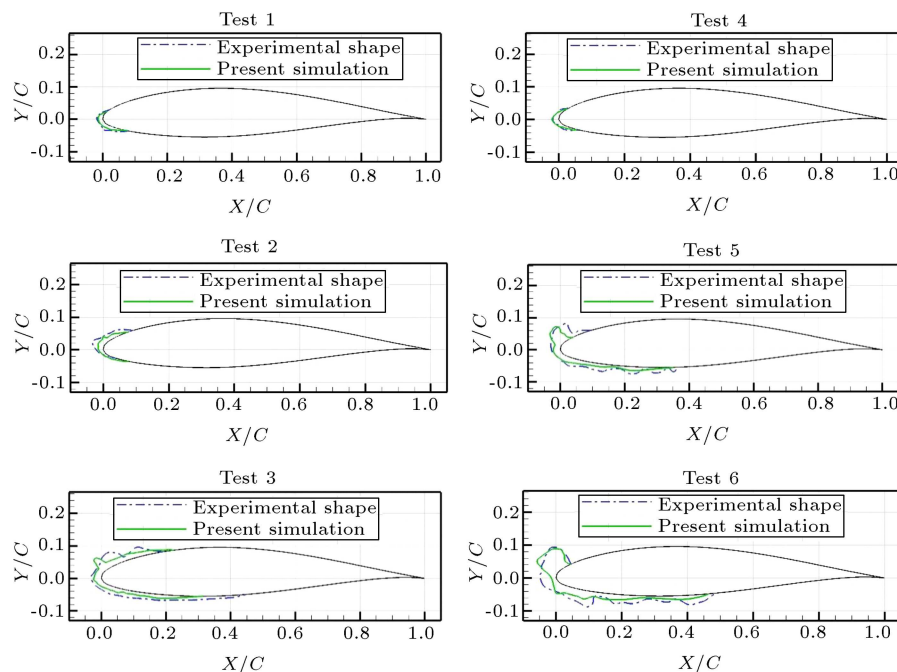 Test 1
Experimental shape
Present simulation
Y/C
0.2
0.1
0.0
-0.1
0.0 0.2 0.4 0.6 0.8 1.0
X/C
Test 4
Experimental shape
Present simulation
Y/C
0.2
0.1
0.0
-0.1
0.0 0.2 0.4 0.6 0.8 1.0
X/C
Test 2
Experimental shape
Present simulation
Y/C
0.2
0.1
0.0
-0.1
0.0 0.2 0.4 0.6 0.8 1.0
X/C
Test 5
Experimental shape
Present simulation
Y/C
0.2
0.1
0.0
-0.1
0.0 0.2 0.4 0.6 0.8 1.0
X/C
Test 3
Experimental shape
Present simulation
Y/C
0.2
0.1
0.0
-0.1
0.0 0.2 0.4 0.6 0.8 1.0
X/C
Test 6
Experimental shape
Present simulation
Y/C
0.2
0.1
0.0
-0.1
0.0 0.2 0.4 0.6 0.8 1.0
X/C